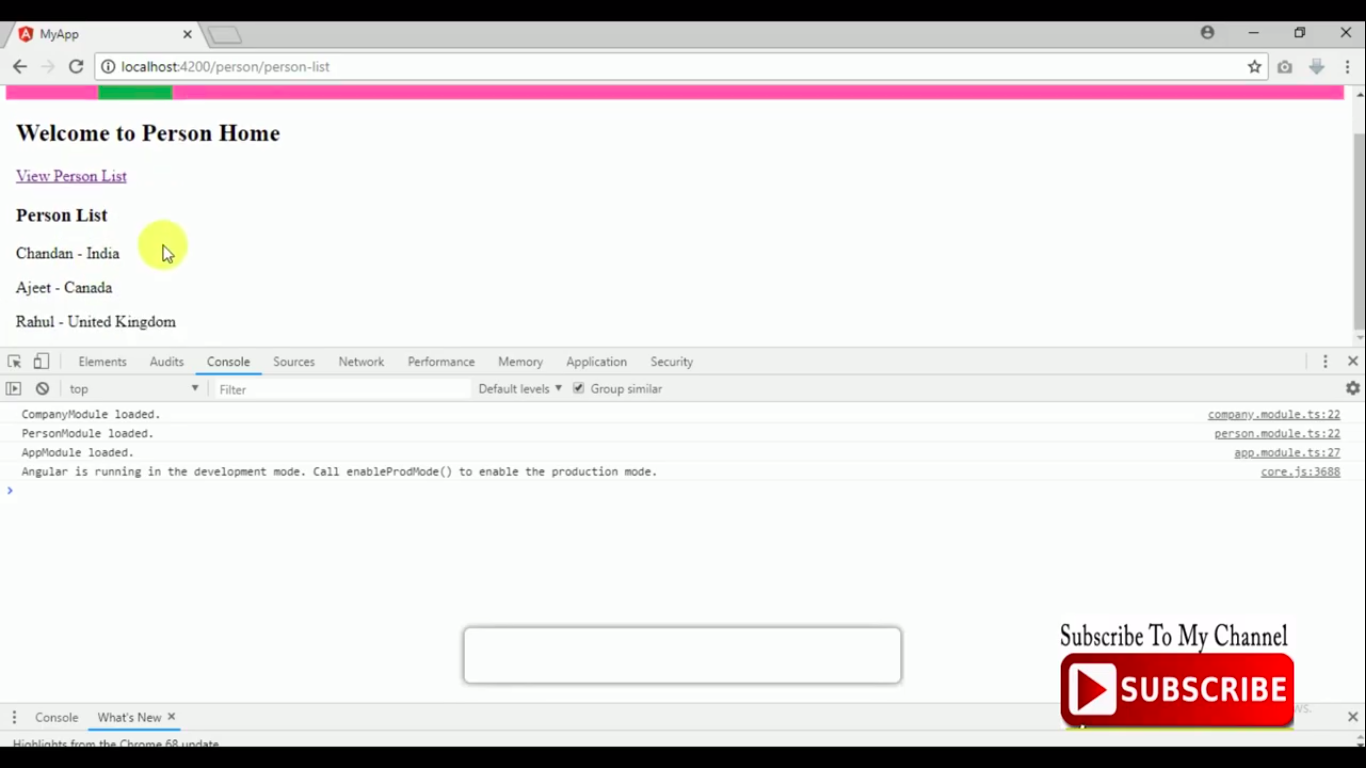 MyApp
localhost:4200/person/person-list
Welcome to Person Home
View Person List
Person List
Chandan - India
Ajeet - Canada
Rahul - United Kingdom
Elements Audits Console Sources Network Performance Memory Application Security
top Filter Default levels Group similar
CompanyModule loaded. company.module.ts:22
PersonModule loaded. person.module.ts:22
AppModule loaded. app.module.ts:27
Angular is running in the development mode. Call enableProdMode() to enable the production mode. core.js:3688
Subscribe To My Channel
SUBSCRIBE
Console What's New
Highlights from the Chrome 68 update